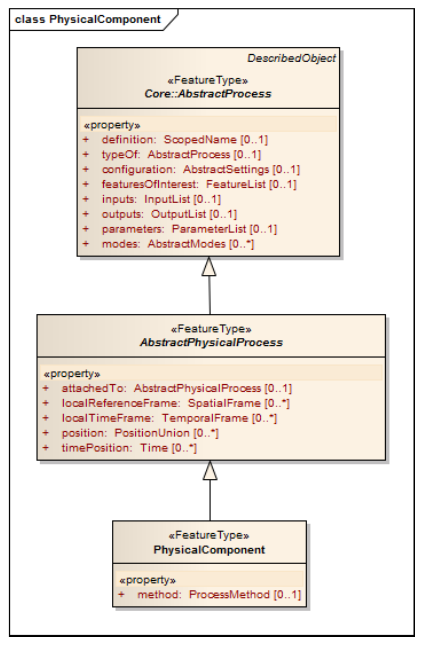 class PhysicalComponent
DescribedObject
«FeatureType»
Core::AbstractProcess
«property»
+ definition: ScopedName [0..1]
+ typeOf: AbstractProcess [0..1]
+ configuration: AbstractSettings [0..1]
+ featuresOfInterest: FeatureList [0..1]
+ inputs: InputList [0..1]
+ outputs: OutputList [0..1]
+ parameters: ParameterList [0..1]
+ modes: AbstractModes [0..*]
«FeatureType»
AbstractPhysicalProcess
«property»
+ attachedTo: AbstractPhysicalProcess [0..1]
+ localReferenceFrame: SpatialFrame [0..*]
+ localTimeFrame: TemporalFrame [0..*]
+ position: PositionUnion [0..*]
+ timePosition: Time [0..*]
«FeatureType»
PhysicalComponent
«property»
+ method: ProcessMethod [0..1]